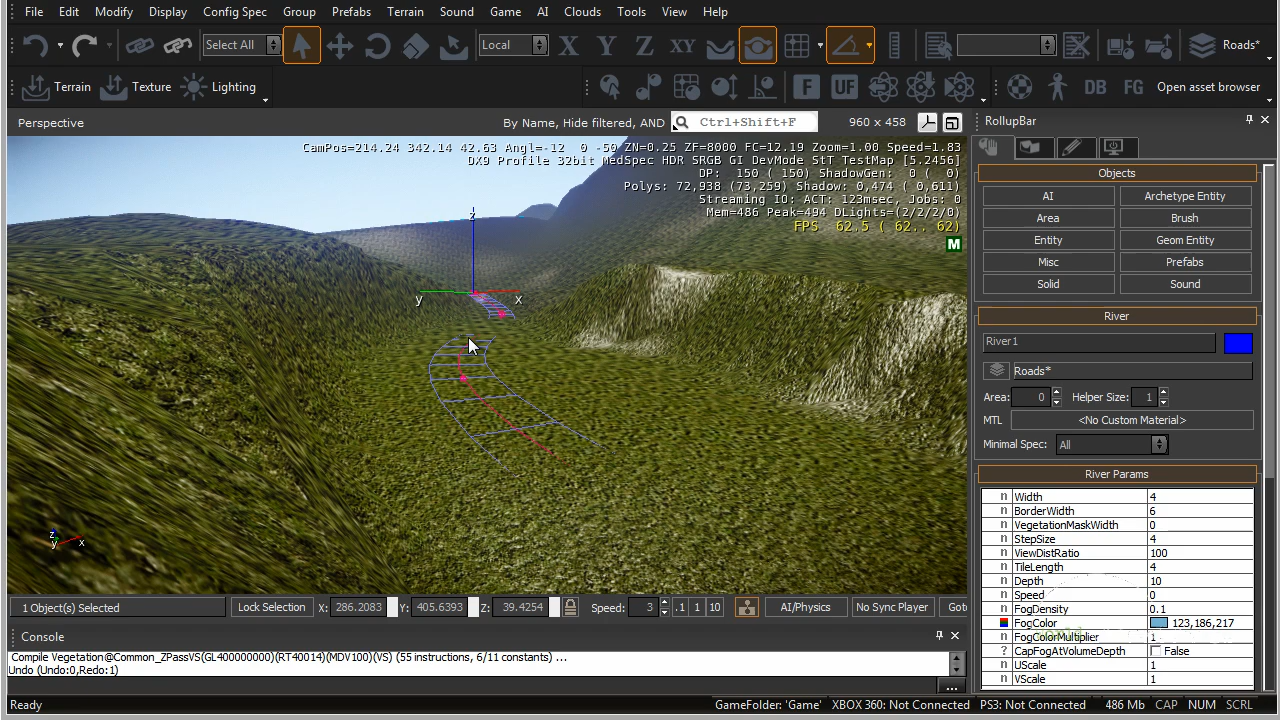 File Edit Modify Display Config Spec Group Prefabs Terrain Sound Game AI Clouds Tools View Help
Select All Local X Y Z XY Roads*
Terrain Texture Lighting F UF DB FG Open asset browser
Perspective By Name, Hide filtered, AND Ctrl+Shift+F 960 x 458
RollupBar
CamPos=214.24 342.14 42.63 Angl=-12 0 -50 ZN=0.25 ZF=8000 FC=12.19 Zoom=1.00 Speed=1.83
DX9 Profile 32bit MedSpec HDR SRGB GI DevMode StT TestMap [5.2456]
DP: 150 ( 150) ShadowGen: 0 ( 0)
Polys: 72,938 (73,259) Shadow: 0,474 ( 0,611)
Streaming IO: ACT: 123msec, Jobs: 0
Mem=486 Peak=494 DLights=(2/2/2/0)
FPS 62.5 ( 62.. 62)
M
z
y x
z
y x
Objects
AI Archetype Entity
Area Brush
Entity Geom Entity
Misc Prefabs
Solid Sound
River
River1
Roads*
Area: 0 Helper Size: 1
MTL <No Custom Material>
Minimal Spec: All
River Params
n Width 4
n BorderWidth 6
n VegetationMaskWidth 0
n StepSize 4
n ViewDistRatio 100
n TileLength 4
n Depth 10
n Speed 0
n FogDensity 0.1
FogColor 123,186,217
n FogColorMultiplier 1
? CapFogAtVolumeDepth False
n UScale 1
n VScale 1
1 Object(s) Selected Lock Selection X: 286.2083 Y: 405.6393 Z: 39.4254 Speed: 3 .1 1 10 AI/Physics No Sync Player Goto
Console
Compile Vegetation@Common_ZPassVS(GL400000000)(RT40014)(MDV100)(VS) (55 instructions, 6/11 constants) ...
Undo (Undo:0,Redo:1)
...
Ready GameFolder: 'Game' XBOX 360: Not Connected PS3: Not Connected 486 Mb CAP NUM SCRL